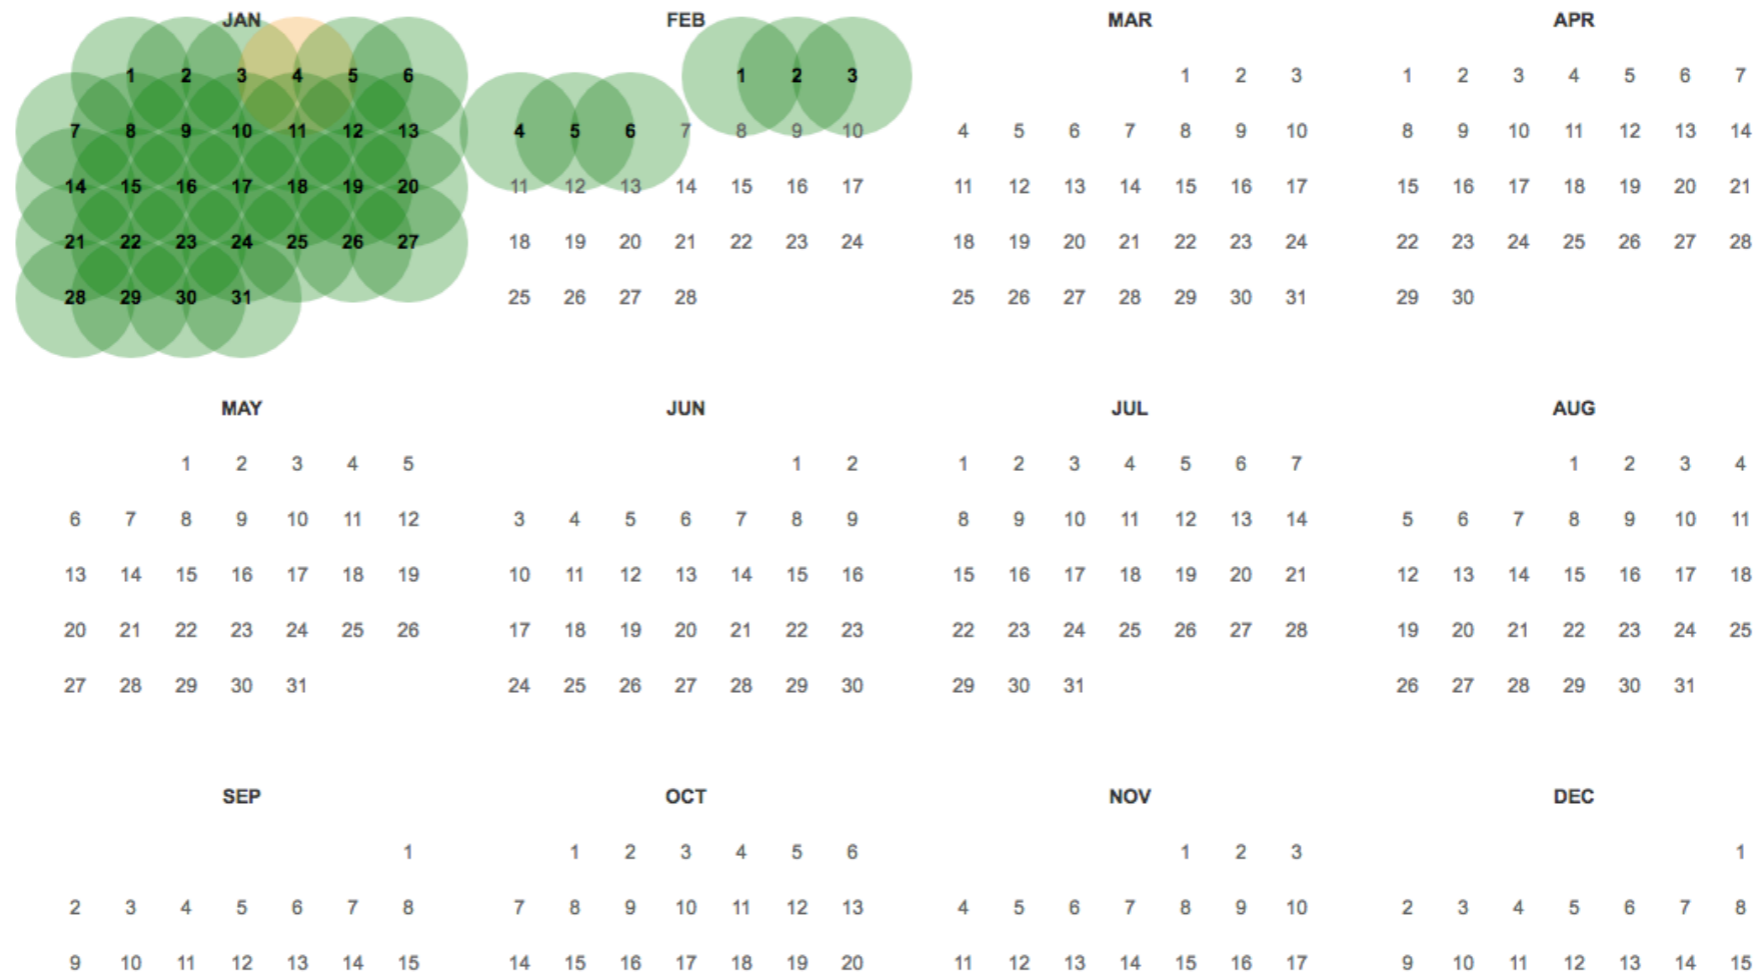 JAN FEB MAR APR
1 2 3 4 5 6 1 2 3 1 2 3 1 2 3 4 5 6 7
7 8 9 10 11 12 13 4 5 6 7 8 9 10 4 5 6 7 8 9 10 8 9 10 11 12 13 14
14 15 16 17 18 19 20 11 12 13 14 15 16 17 11 12 13 14 15 16 17 15 16 17 18 19 20 21
21 22 23 24 25 26 27 18 19 20 21 22 23 24 18 19 20 21 22 23 24 22 23 24 25 26 27 28
28 29 30 31 25 26 27 28 25 26 27 28 29 30 31 29 30
MAY JUN JUL AUG
1 2 3 4 5 1 2 1 2 3 4 5 6 7 1 2 3 4
6 7 8 9 10 11 12 3 4 5 6 7 8 9 8 9 10 11 12 13 14 5 6 7 8 9 10 11
13 14 15 16 17 18 19 10 11 12 13 14 15 16 15 16 17 18 19 20 21 12 13 14 15 16 17 18
20 21 22 23 24 25 26 17 18 19 20 21 22 23 22 23 24 25 26 27 28 19 20 21 22 23 24 25
27 28 29 30 31 24 25 26 27 28 29 30 29 30 31 26 27 28 29 30 31
SEP OCT NOV DEC
1 1 2 3 4 5 6 1 2 3 1
2 3 4 5 6 7 8 7 8 9 10 11 12 13 4 5 6 7 8 9 10 2 3 4 5 6 7 8
9 10 11 12 13 14 15 14 15 16 17 18 19 20 11 12 13 14 15 16 17 9 10 11 12 13 14 15